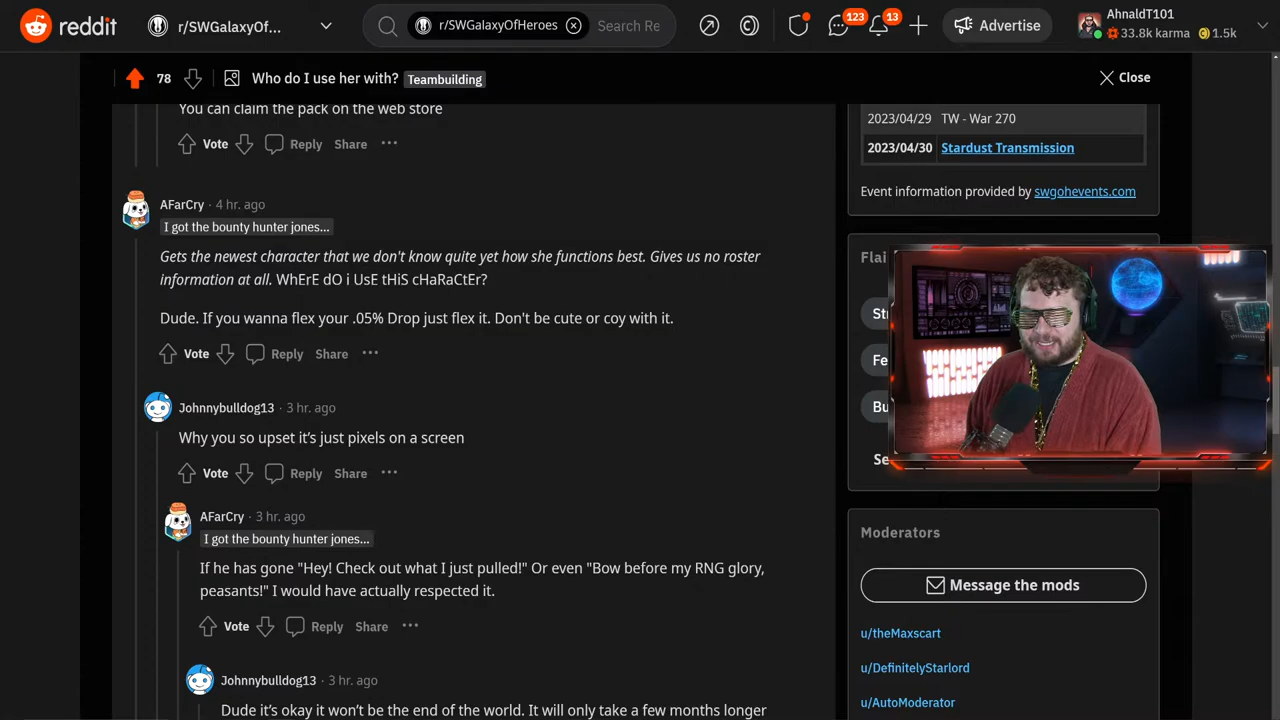 reddit
r/SWGalaxyOf...
r/SWGalaxyOfHeroes
Search Re
123
13
Advertise
AhnaldT101
33.8k karma
1.5k
78
Who do I use her with?
Teambuilding
Close
You can claim the pack on the web store
Vote Reply Share ...
AFarCry · 4 hr. ago
I got the bounty hunter jones...
Gets the newest character that we don't know quite yet how she functions best. Gives us no roster
information at all. WhErE dO i UsE tHiS cHaRaCtEr?
Dude. If you wanna flex your .05% Drop just flex it. Don't be cute or coy with it.
Vote Reply Share ...
Johnnybulldog13 · 3 hr. ago
Why you so upset it's just pixels on a screen
Vote Reply Share ...
AFarCry · 3 hr. ago
I got the bounty hunter jones...
If he has gone "Hey! Check out what I just pulled!" Or even "Bow before my RNG glory,
peasants!" I would have actually respected it.
Vote Reply Share ...
Johnnybulldog13 · 3 hr. ago
Dude it's okay it won't be the end of the world. It will only take a few months longer
2023/04/29 TW - War 270
2023/04/30 Stardust Transmission
Event information provided by swgohevents.com
Flai
St
Fe
Bu
Se
Moderators
Message the mods
u/theMaxscart
u/DefinitelyStarlord
u/AutoModerator